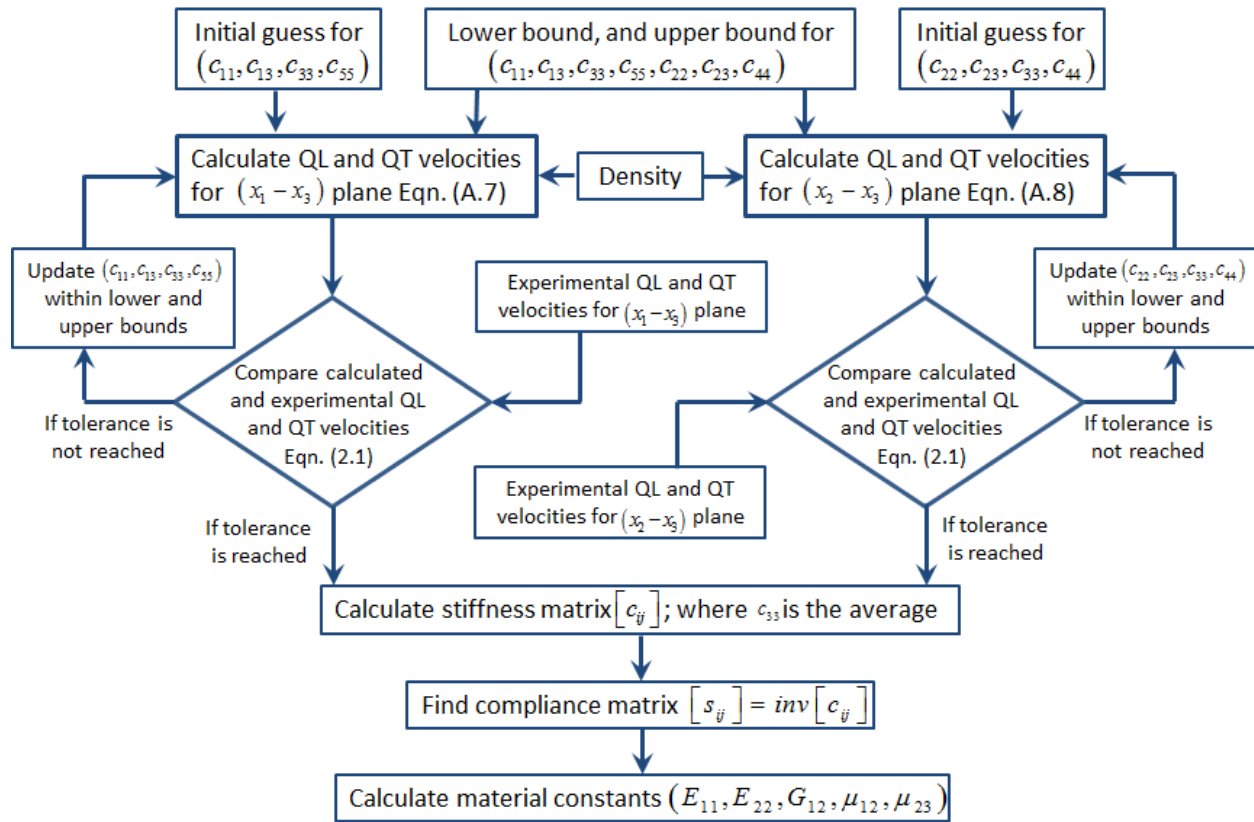 Initial guess for
(c₁₁, c₁₃, c₃₃, c₅₅)
Lower bound, and upper bound for
(c₁₁, c₁₃, c₃₃, c₅₅, c₂₂, c₂₃, c₄₄)
Initial guess for
(c₂₂, c₂₃, c₃₃, c₄₄)
Calculate QL and QT velocities
for (x₁ − x₃) plane Eqn. (A.7)
Density
Calculate QL and QT velocities
for (x₂ − x₃) plane Eqn. (A.8)
Update (c₁₁, c₁₃, c₃₃, c₅₅)
within lower and
upper bounds
Experimental QL and QT
velocities for (x₁ − x₃) plane
Update (c₂₂, c₂₃, c₃₃, c₄₄)
within lower and
upper bounds
Compare calculated
and experimental QL
and QT velocities
Eqn. (2.1)
If tolerance is
not reached
Compare calculated
and experimental QL
and QT velocities
Eqn. (2.1)
If tolerance is
not reached
Experimental QL and QT
velocities for (x₂ − x₃) plane
If tolerance
is reached
If tolerance
is reached
Calculate stiffness matrix [c_ij]; where c₃₃ is the average
Find compliance matrix [s_ij] = inv [c_ij]
Calculate material constants (E₁₁, E₂₂, G₁₂, μ₁₂, μ₂₃)